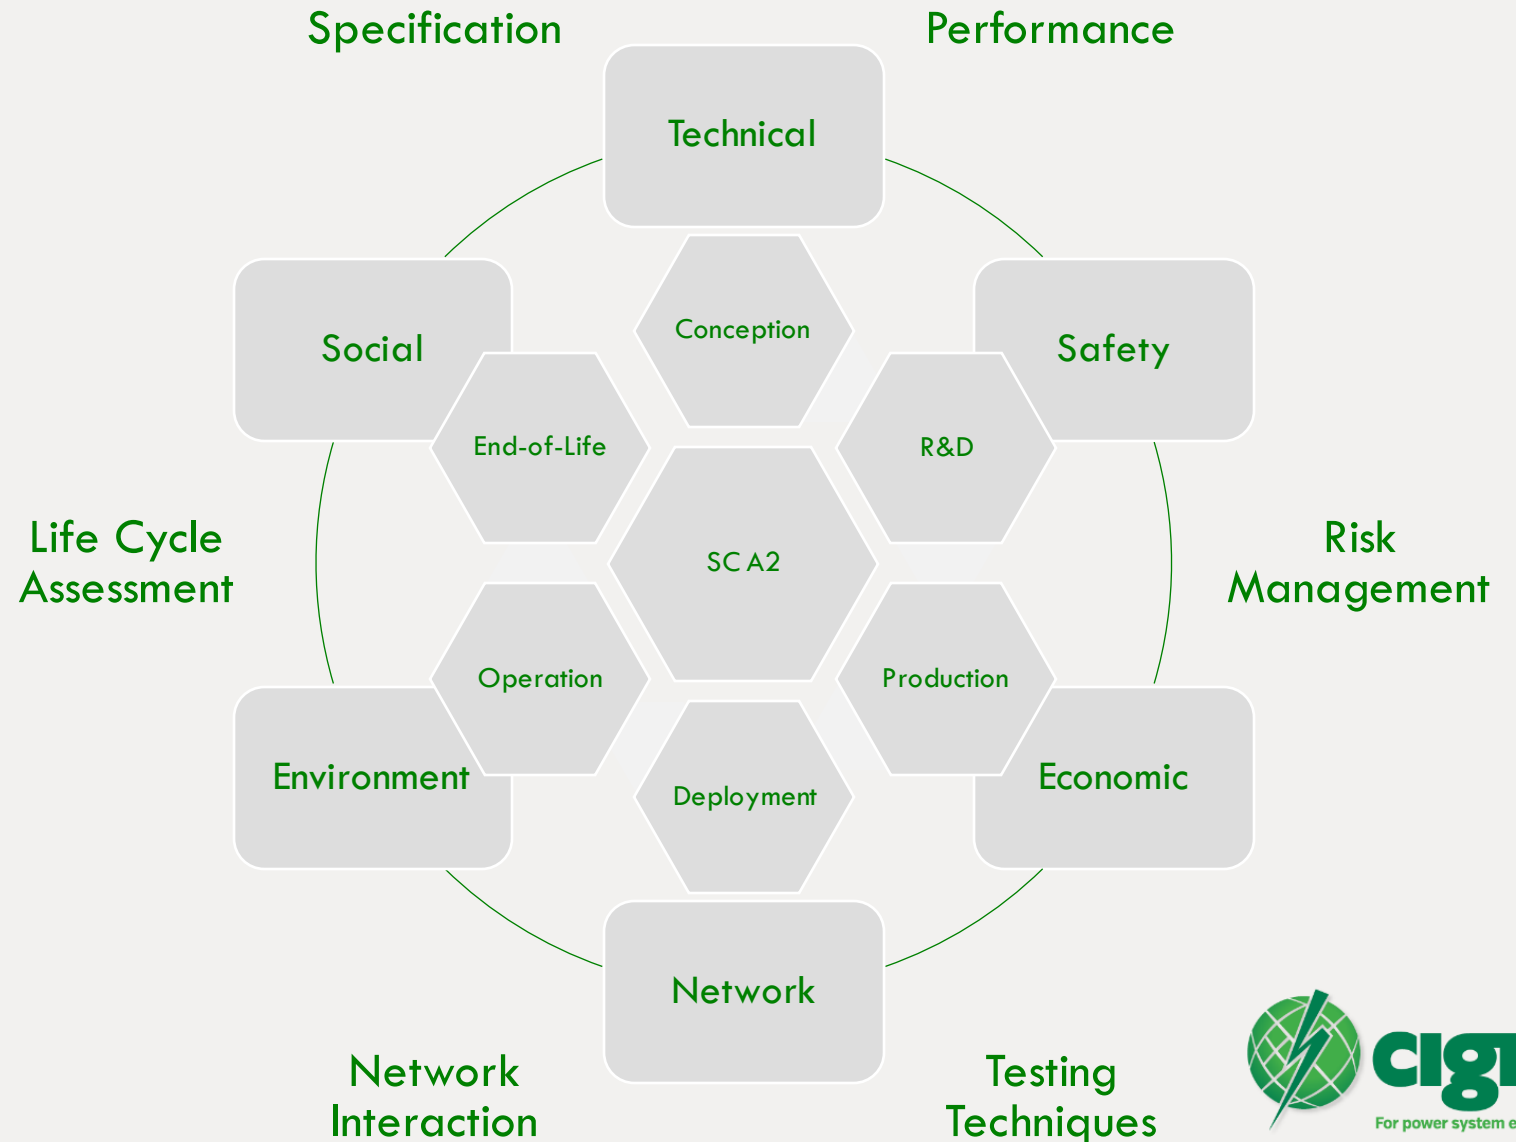 Specification
Performance
Technical
Conception
Social
Safety
End-of-Life
R&D
Life Cycle
Assessment
SC A2
Risk
Management
Operation
Production
Environment
Economic
Deployment
Network
Network
Interaction
Testing
Techniques
For power system